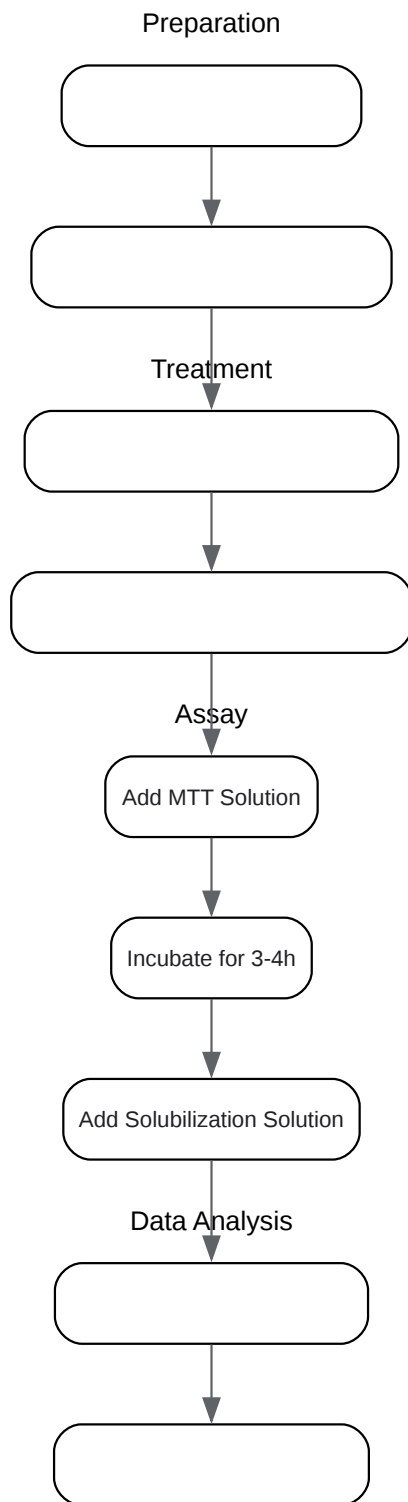 Preparation
Treatment
Assay
Add MTT Solution
Incubate for 3-4h
Add Solubilization Solution
Data Analysis